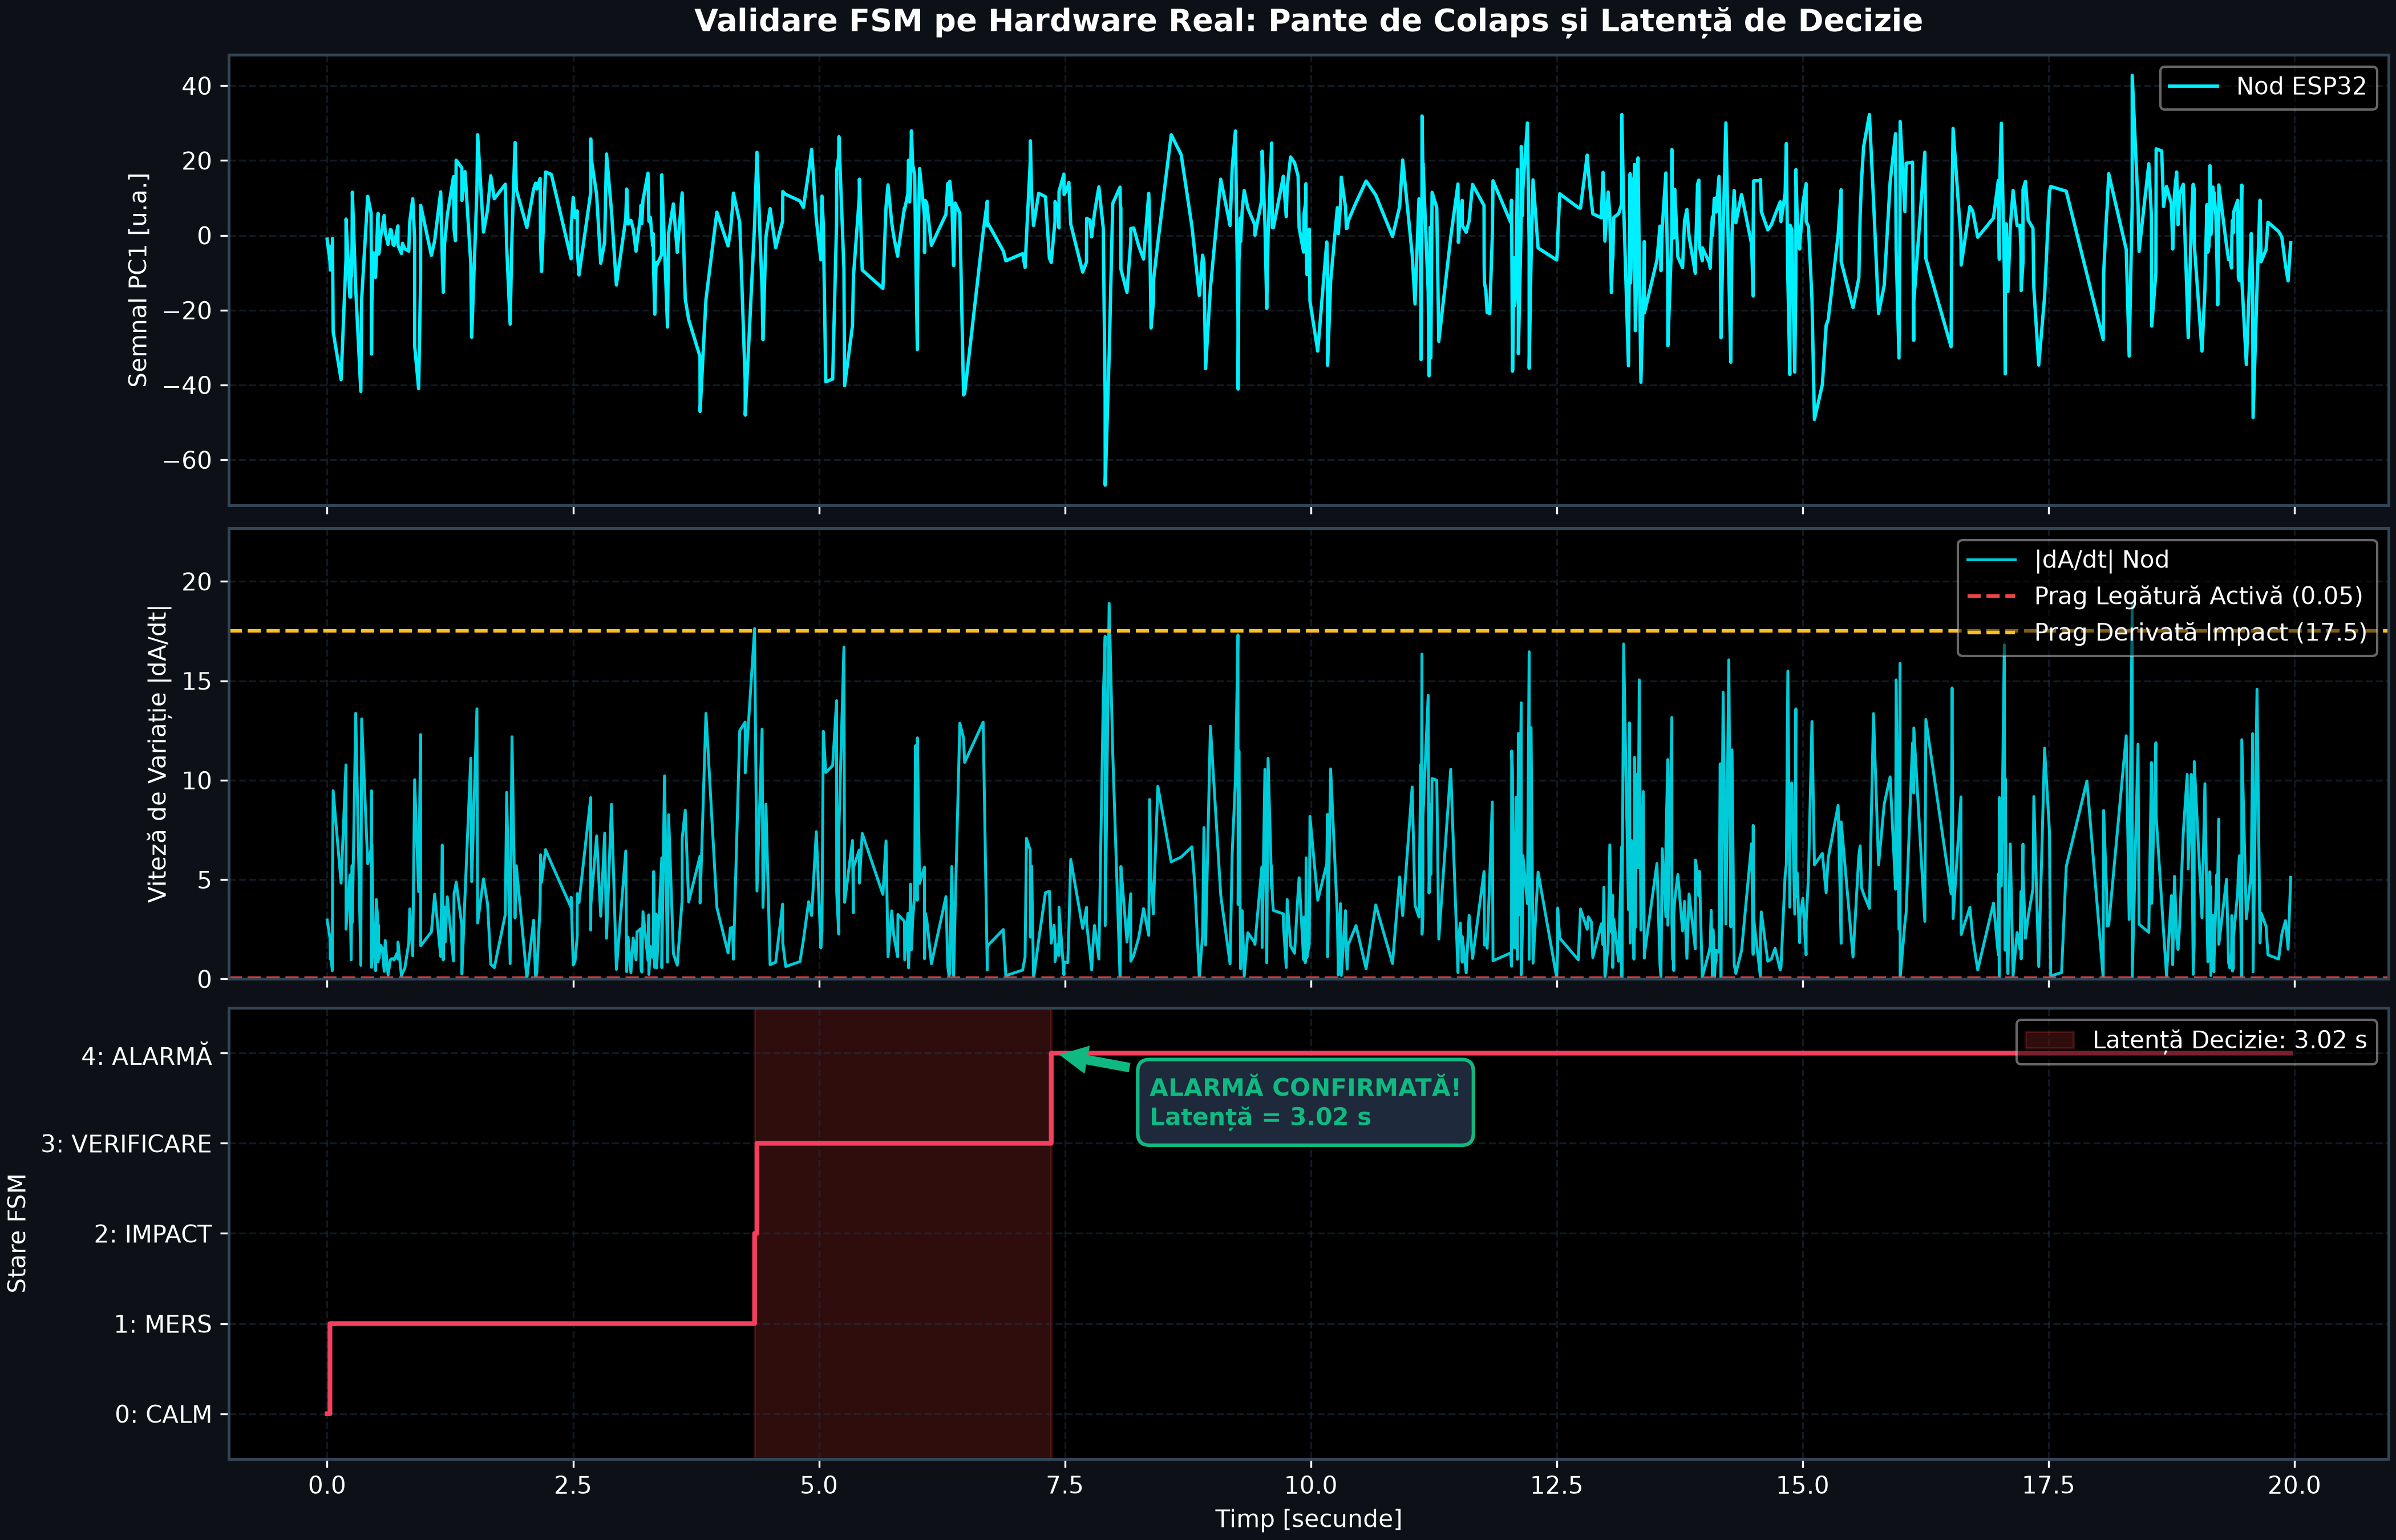 Validare FSM pe Hardware Real: Pante de Colaps și Latență de Decizie
Semnal PC1 [u.a.]
40
20
0
−20
−40
−60
Nod ESP32
Viteză de Variație |dA/dt|
20
15
10
5
0
|dA/dt| Nod
Prag Legătură Activă (0.05)
Prag Derivată Impact (17.5)
Stare FSM
4: ALARMĂ
3: VERIFICARE
2: IMPACT
1: MERS
0: CALM
Latență Decizie: 3.02 s
ALARMĂ CONFIRMATĂ!
Latență = 3.02 s
0.0
2.5
5.0
7.5
10.0
12.5
15.0
17.5
20.0
Timp [secunde]